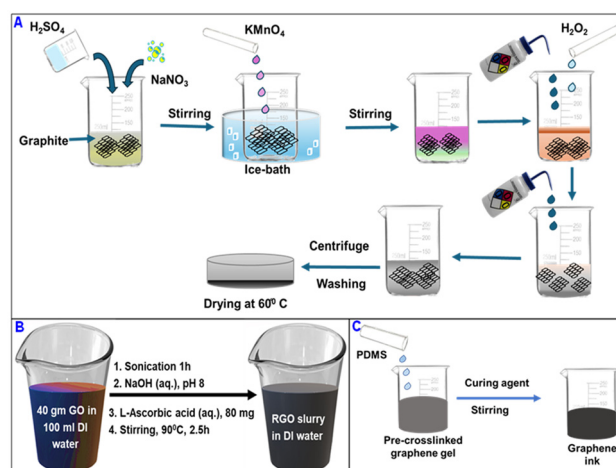 A
H₂SO₄
NaNO₃
Graphite
Stirring
KMnO₄
Ice-bath
Stirring
H₂O₂
Centrifuge
Washing
Drying at 60⁰ C
B
40 gm GO in
100 ml DI
water
1. Sonication 1h
2. NaOH (aq.), pH 8
3. L-Ascorbic acid (aq.), 80 mg
4. Stirring, 90⁰C, 2.5h
RGO slurry
in DI water
C
PDMS
Pre-crosslinked
graphene gel
Curing agent
Stirring
Graphene
ink